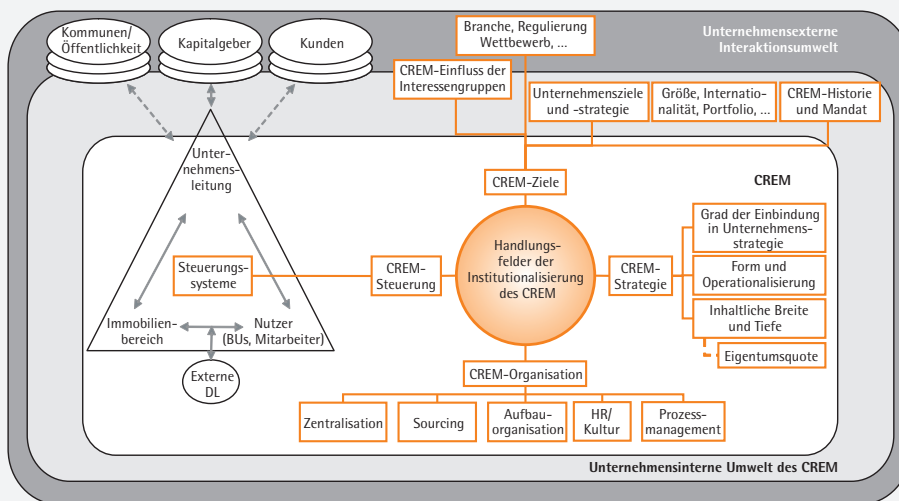 Kommunen/
Öffentlichkeit
Kapitalgeber
Kunden
Branche, Regulierung
Wettbewerb, ...
Unternehmensexterne
Interaktionsumwelt
CREM-Einfluss der
Interessengruppen
Unternehmensziele
und -strategie
Größe, Internatio-
nalität, Portfolio, ...
CREM-Historie
und Mandat
Unter-
nehmens-
leitung
CREM-Ziele
CREM
Handlungs-
felder der
Institutionalisierung
des CREM
Steuerungs-
systeme
CREM-
Steuerung
CREM-
Strategie
Grad der Einbindung
in Unternehmens-
strategie
Form und
Operationalisierung
Inhaltliche Breite
und Tiefe
Eigentumsquote
Immobilien-
bereich
Nutzer
(BUs, Mitarbeiter)
Externe
DL
CREM-Organisation
Zentralisation
Sourcing
Aufbau-
organisation
HR/
Kultur
Prozess-
management
Unternehmensinterne Umwelt des CREM